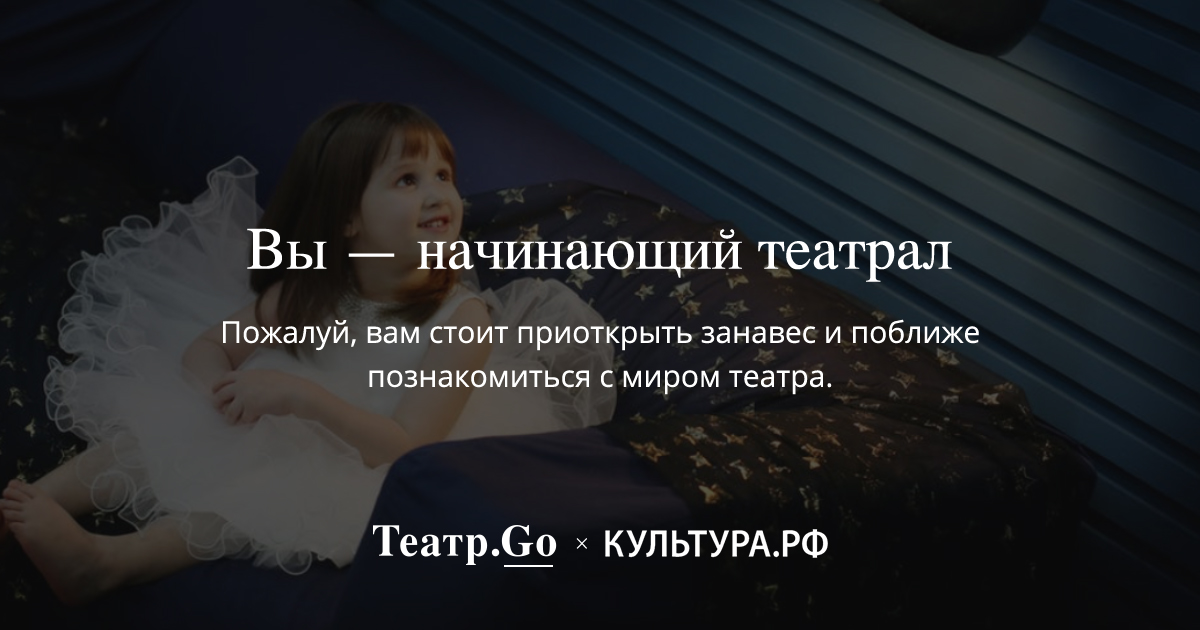 Вы — начинающий театрал
Пожалуй, вам стоит приоткрыть занавес и поближе
познакомиться с миром театра.
Театр.Go × КУЛЬТУРА.РФ